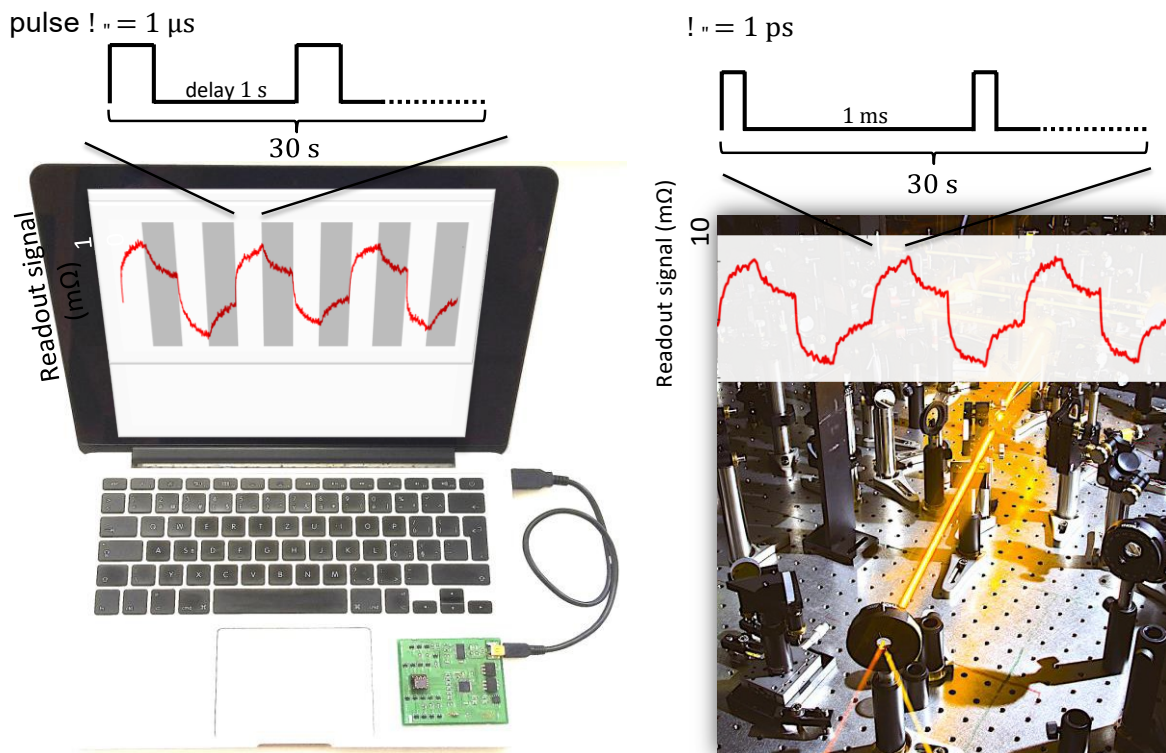 pulse ! " = 1 μs
delay 1 s
30 s
Readout signal
(mΩ)
1
0
! " = 1 ps
1 ms
30 s
Readout signal (mΩ)
10